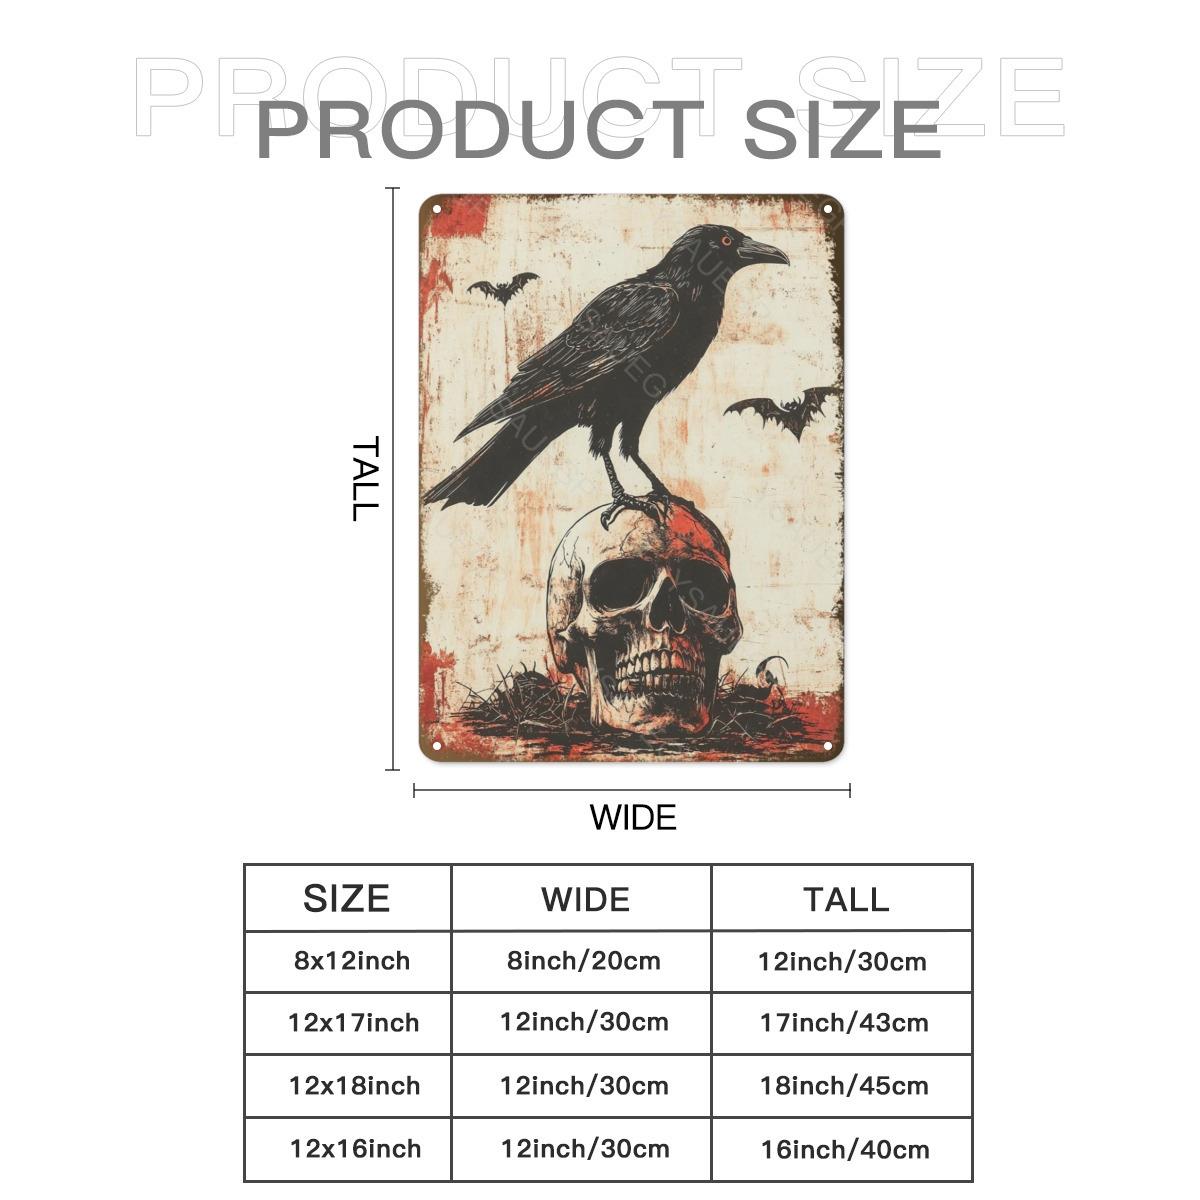 PRODUCT SIZE
PRODUCT SIZE
TALL
WIDE
SIZE WIDE TALL
8x12inch 8inch/20cm 12inch/30cm
12x17inch 12inch/30cm 17inch/43cm
12x18inch 12inch/30cm 18inch/45cm
12x16inch 12inch/30cm 16inch/40cm